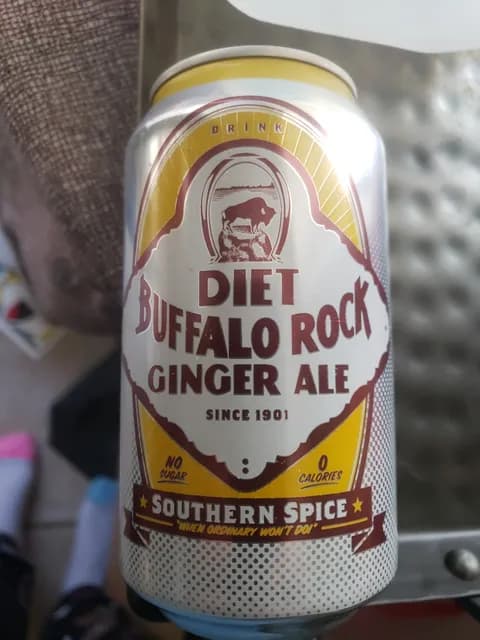 DRINK
DIET
BUFFALO ROCK
GINGER ALE
SINCE 1901
NO
SUGAR
0
CALORIES
SOUTHERN SPICE
"WHEN ORDINARY WON'T DO!"